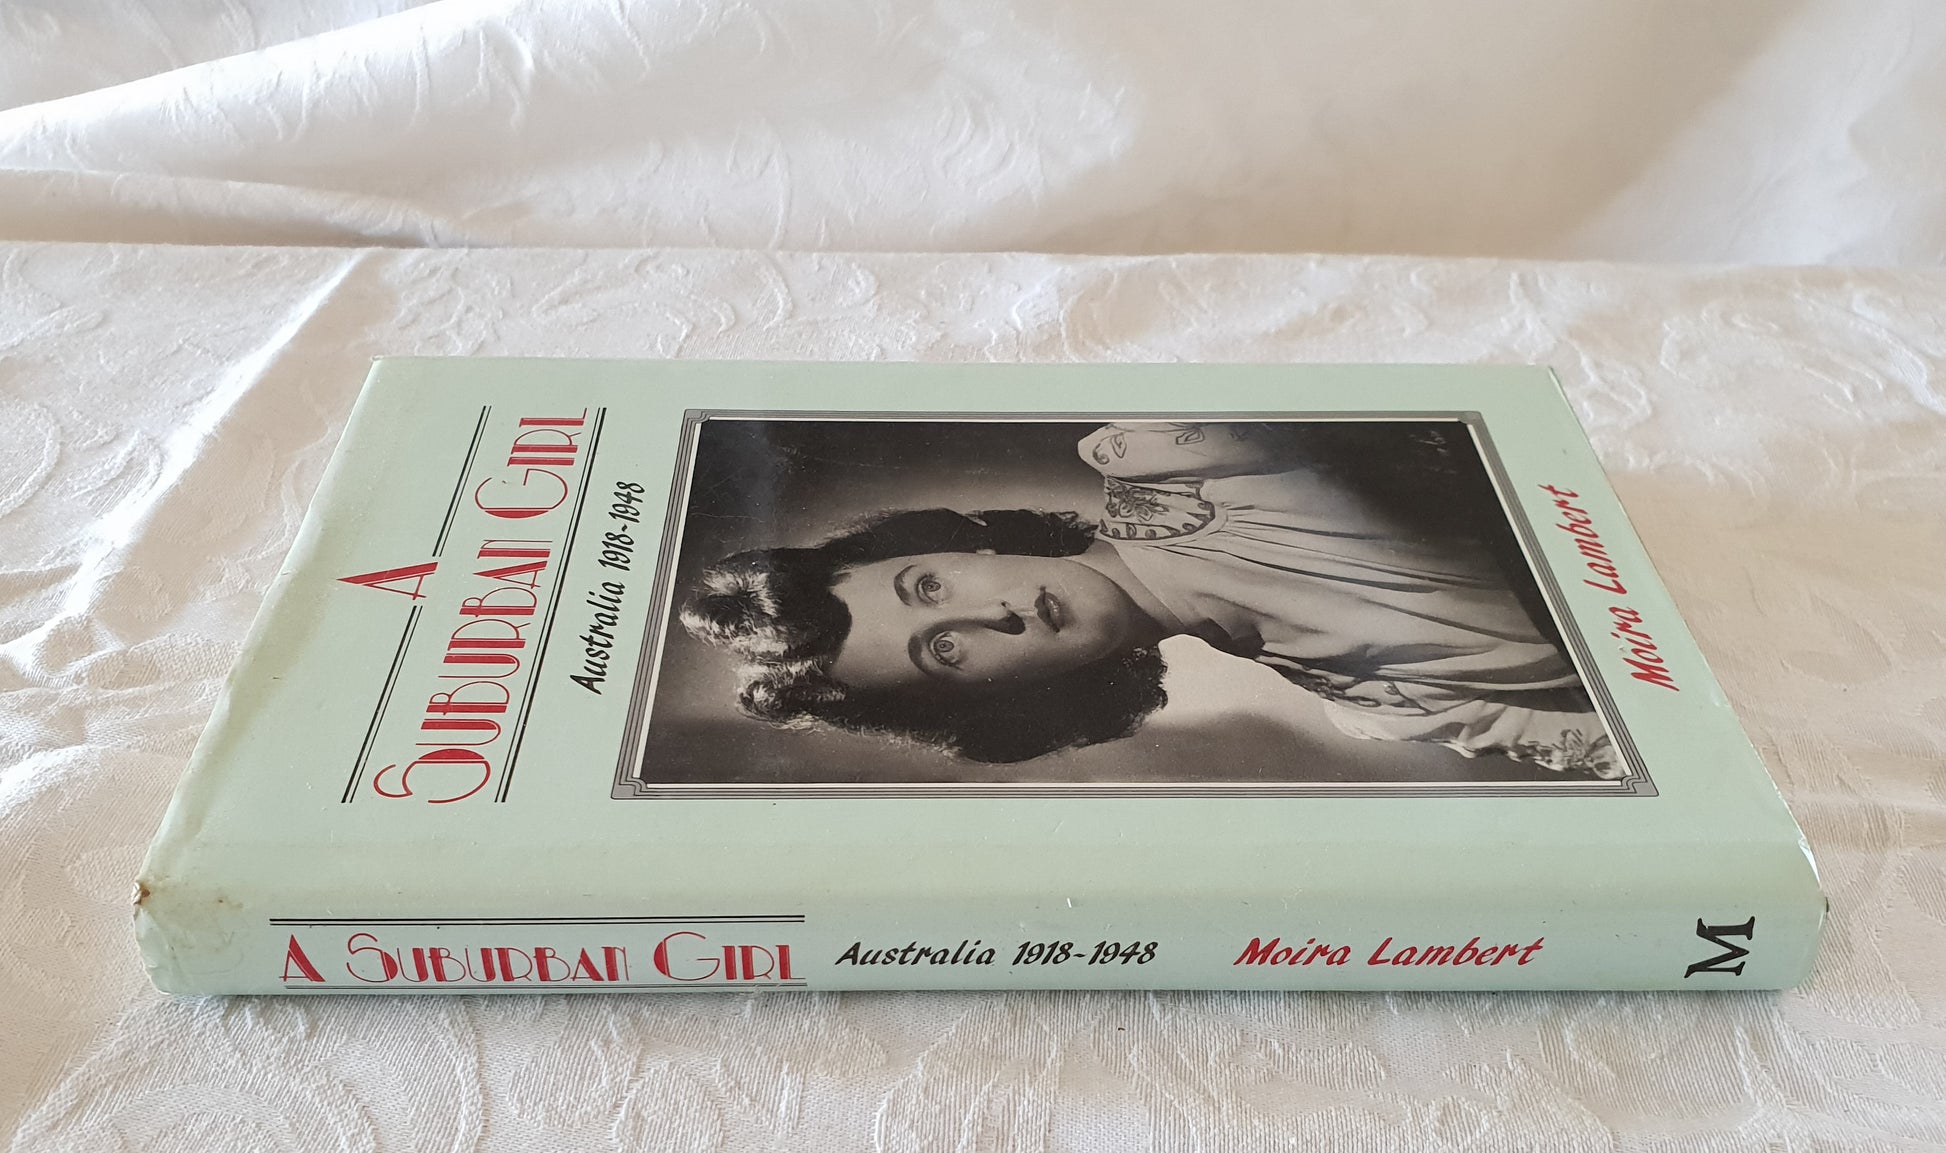 A
SUBURBAN GIRL
Australia 1918-1948
Moira Lambert
A SUBURBAN GIRL Australia 1918-1948 Moira Lambert M